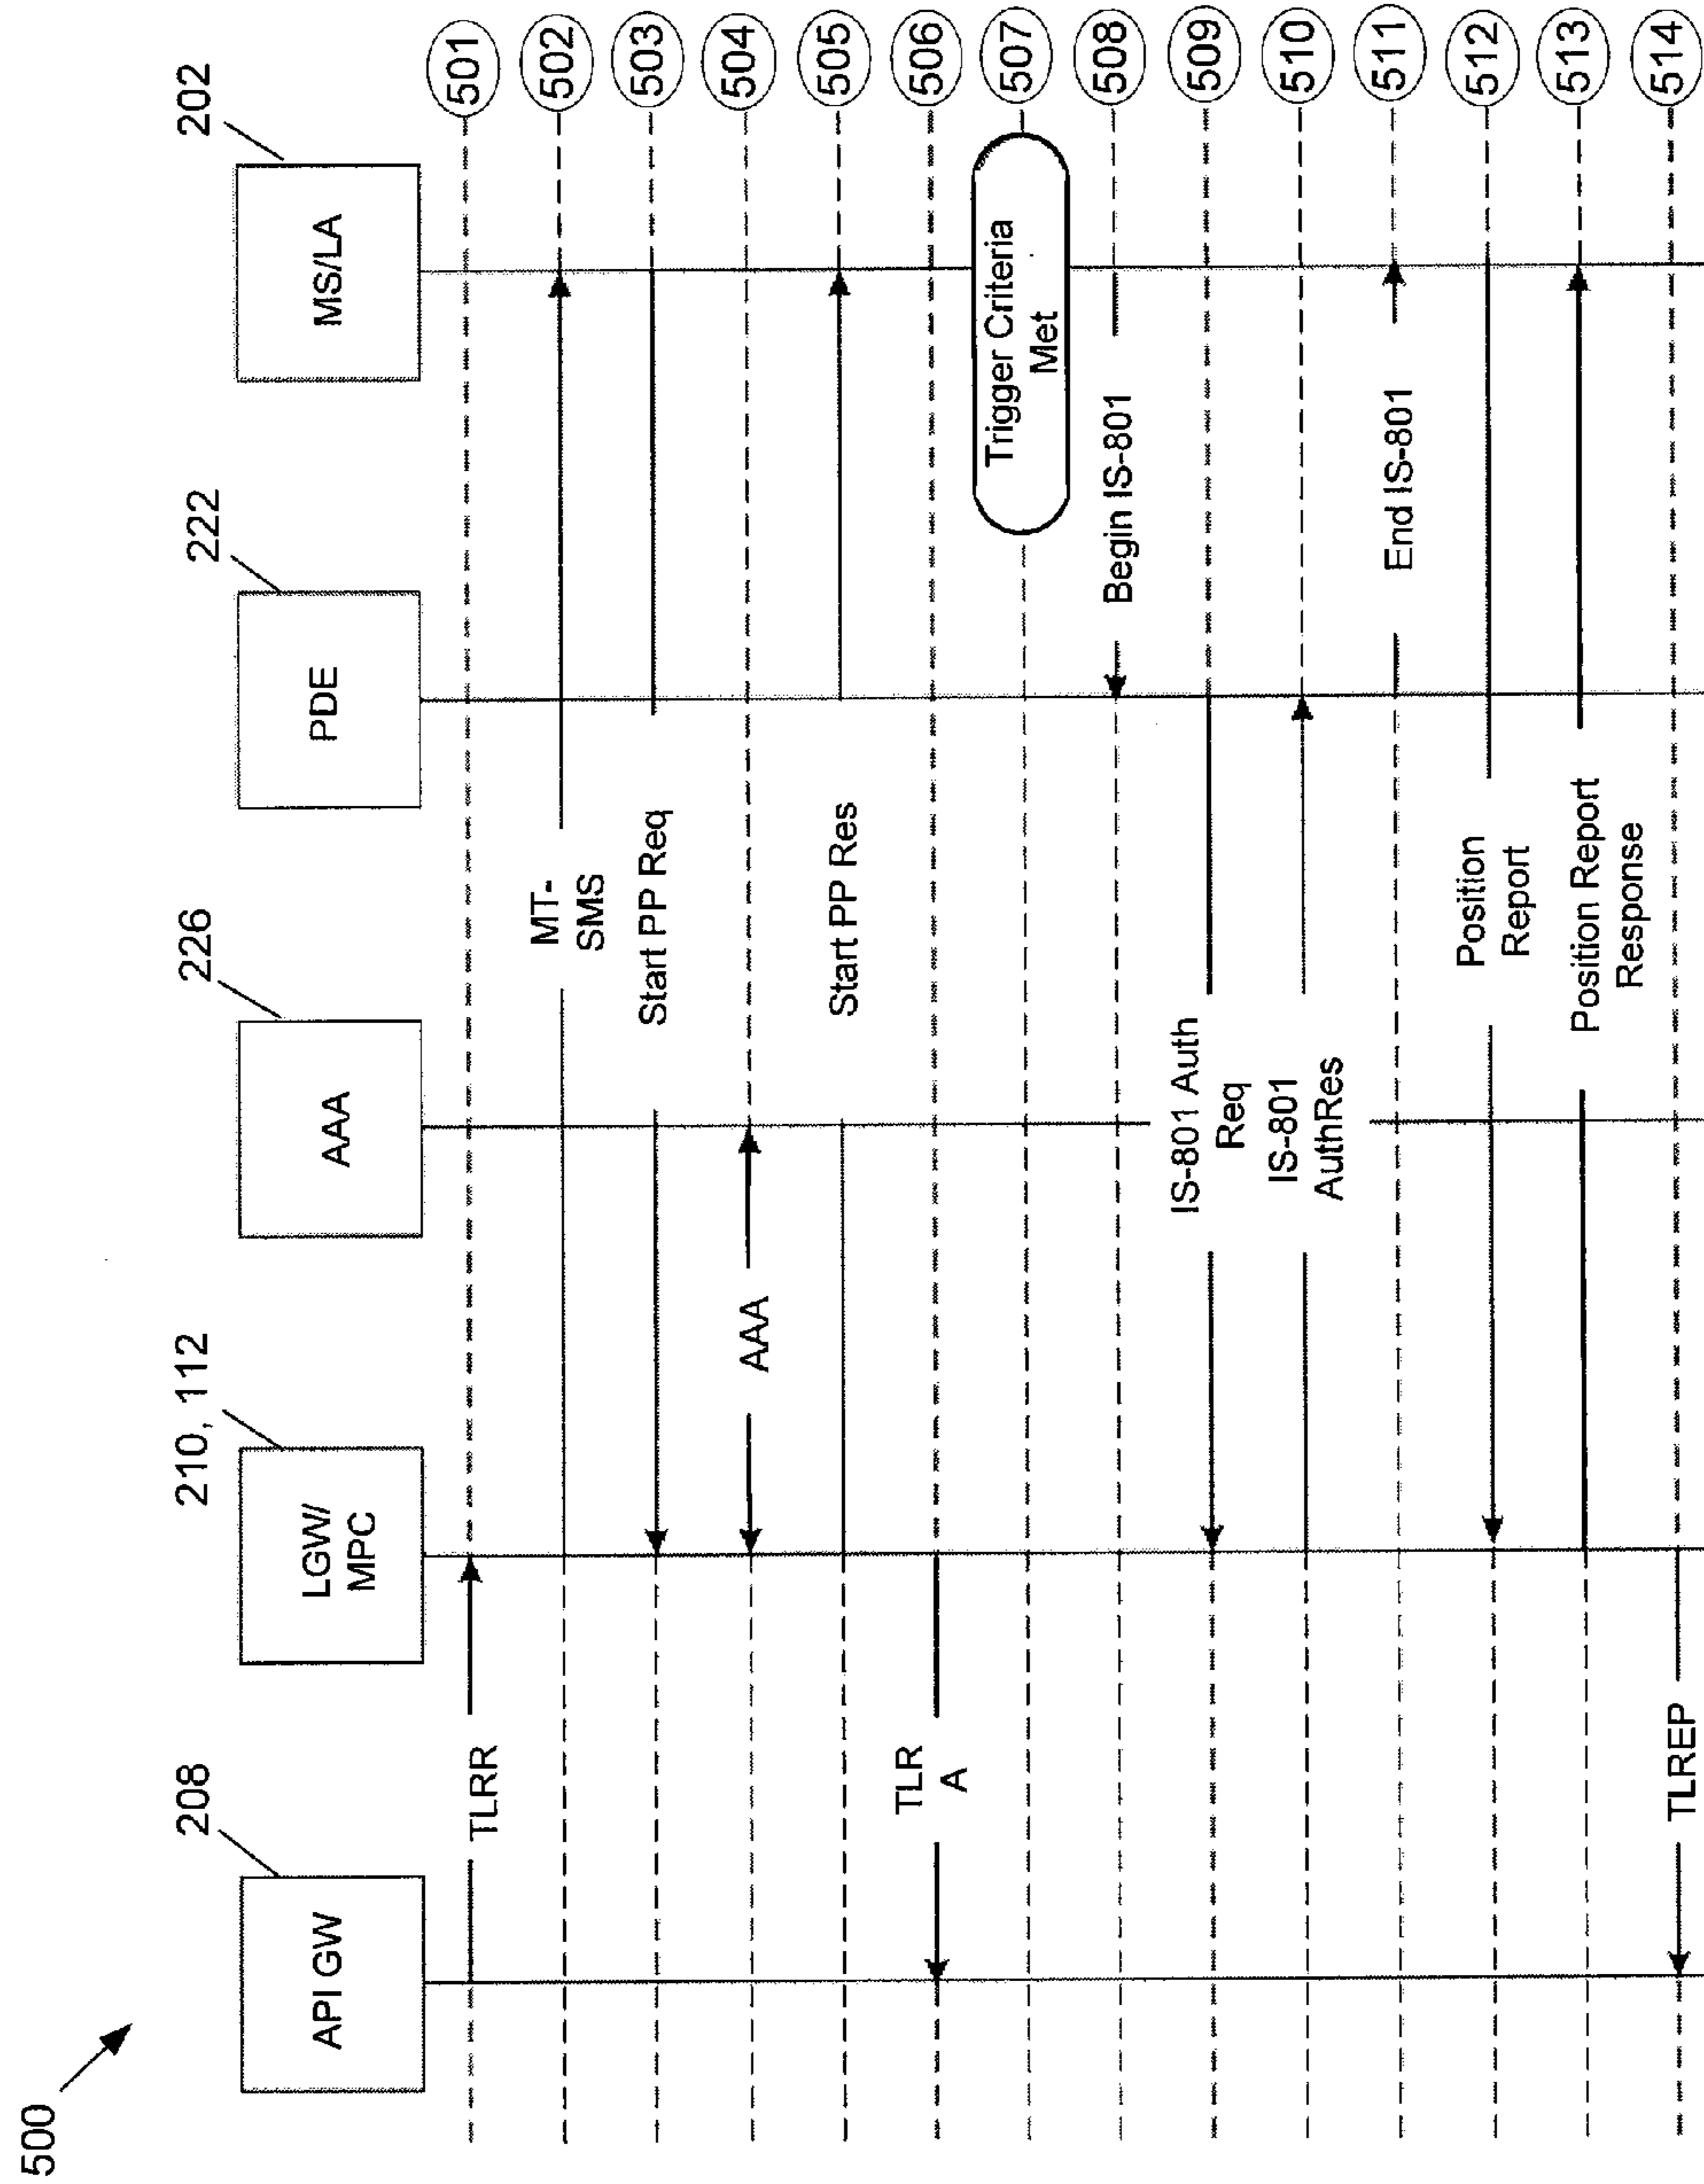 500
208
210, 112
226
222
202
API GW
LGW/
MPC
AAA
PDE
MS/LA
TLRR
501
MT-
SMS
502
Start PP Req
503
AAA
504
Start PP Res
505
TLR
A
506
Trigger Criteria
Met
507
Begin IS-801
508
IS-801 Auth
Req
509
IS-801
AuthRes
510
End IS-801
511
Position
Report
512
Position Report
Response
513
TLREP
514